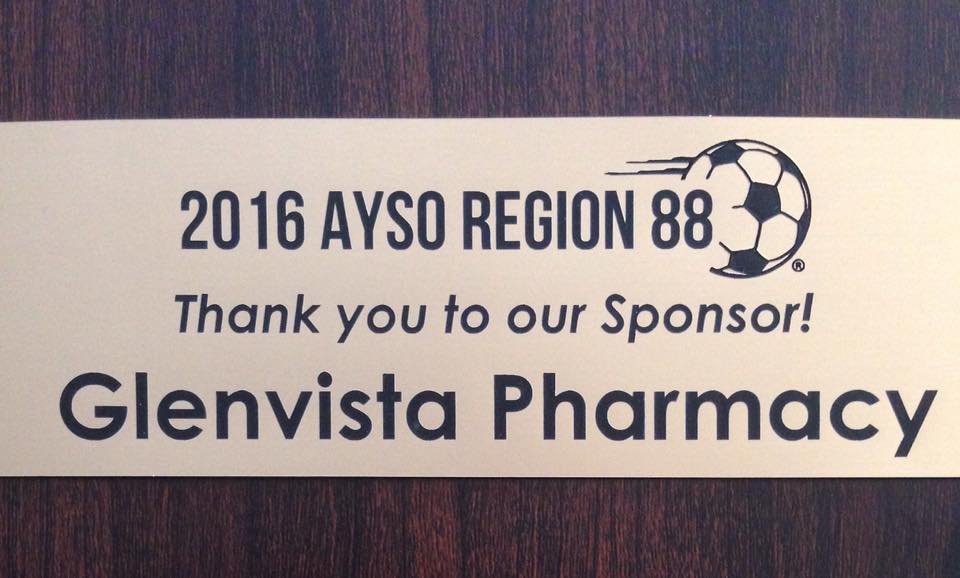 2016 AYSO REGION 88
®
Thank you to our Sponsor!
Glenvista Pharmacy